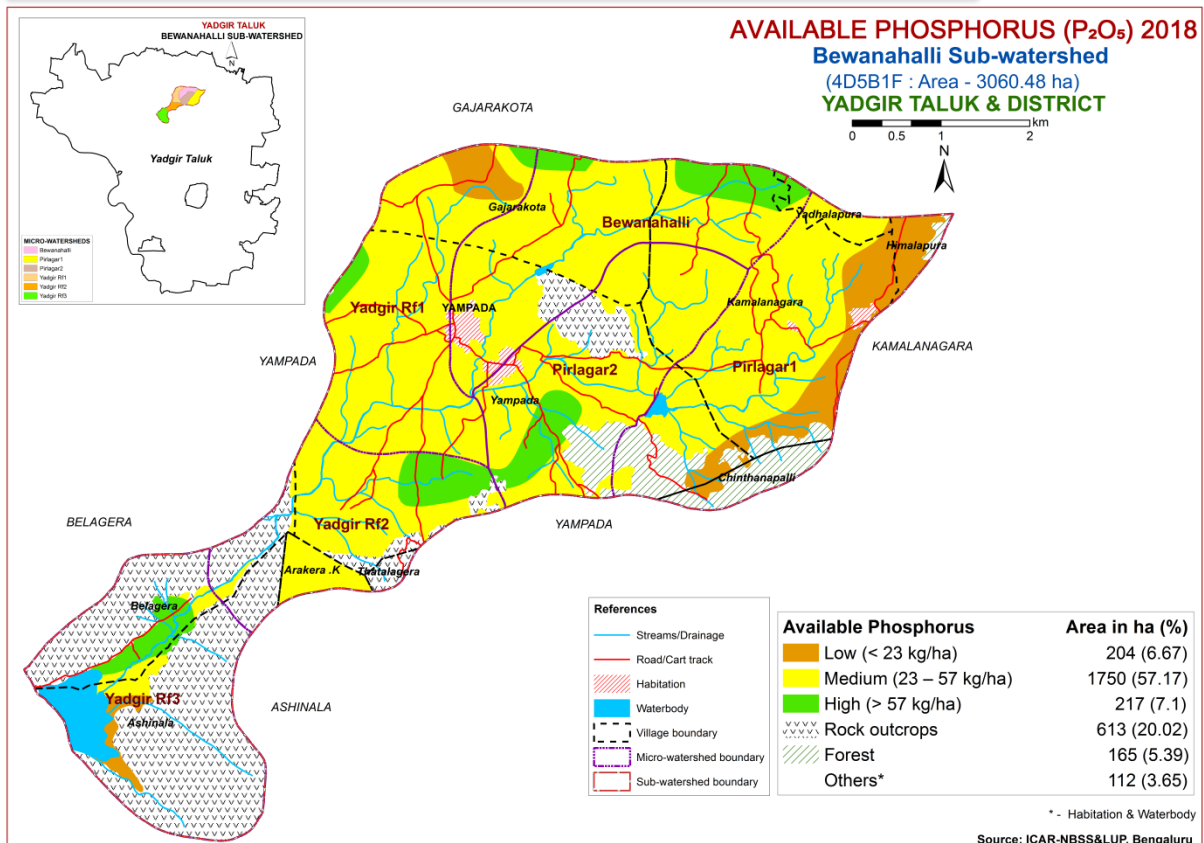 YADGIR TALUK
BEWANAHALLI SUB-WATERSHED
N
Yadgir Taluk
MICRO-WATERSHEDS
Bewanahalli
Pirlagar1
Pirlagar2
Yadgir Rf1
Yadgir Rf2
Yadgir Rf3
AVAILABLE PHOSPHORUS (P₂O₅) 2018
Bewanahalli Sub-watershed
(4D5B1F : Area - 3060.48 ha)
YADGIR TALUK & DISTRICT
km
0 0.5 1 2
N
GAJARAKOTA
Gajarakota
Bewanahalli
Yadhalapura
Himalapura
Yadgir Rf1
YAMPADA
Kamalanagara
KAMALANAGARA
YAMPADA
Pirlagar2
Pirlagar1
Yampada
Chinthanapalli
BELAGERA
Yadgir Rf2
YAMPADA
Arakera .K
Thatalagera
Belagera
Yadgir Rf3
Ashinala
ASHINALA
References
Streams/Drainage
Road/Cart track
Habitation
Waterbody
Village boundary
Micro-watershed boundary
Sub-watershed boundary
Available Phosphorus Area in ha (%)
Low (< 23 kg/ha) 204 (6.67)
Medium (23 – 57 kg/ha) 1750 (57.17)
High (> 57 kg/ha) 217 (7.1)
Rock outcrops 613 (20.02)
Forest 165 (5.39)
Others* 112 (3.65)
* - Habitation & Waterbody
Source: ICAR-NBSS&LUP, Bengaluru